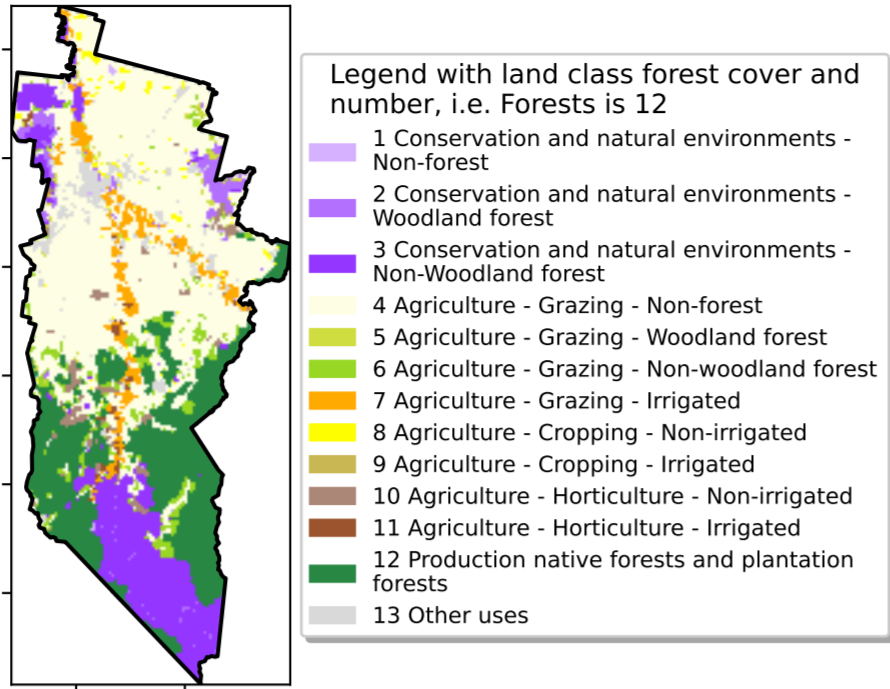 Legend with land class forest cover and
number, i.e. Forests is 12
1 Conservation and natural environments -
Non-forest
2 Conservation and natural environments -
Woodland forest
3 Conservation and natural environments -
Non-Woodland forest
4 Agriculture - Grazing - Non-forest
5 Agriculture - Grazing - Woodland forest
6 Agriculture - Grazing - Non-woodland forest
7 Agriculture - Grazing - Irrigated
8 Agriculture - Cropping - Non-irrigated
9 Agriculture - Cropping - Irrigated
10 Agriculture - Horticulture - Non-irrigated
11 Agriculture - Horticulture - Irrigated
12 Production native forests and plantation
forests
13 Other uses